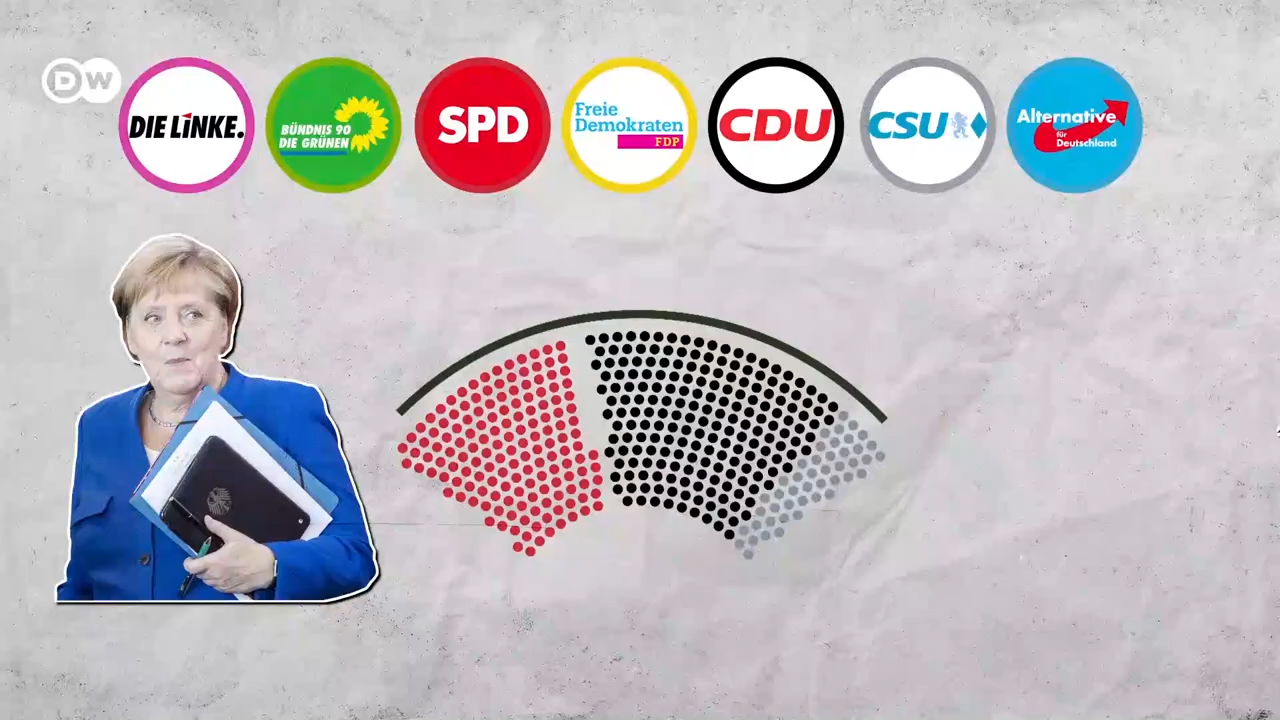 DW
DIE LINKE.
BÜNDNIS 90
DIE GRÜNEN
SPD
Freie
Demokraten
FDP
CDU
CSU
Alternative
für
Deutschland